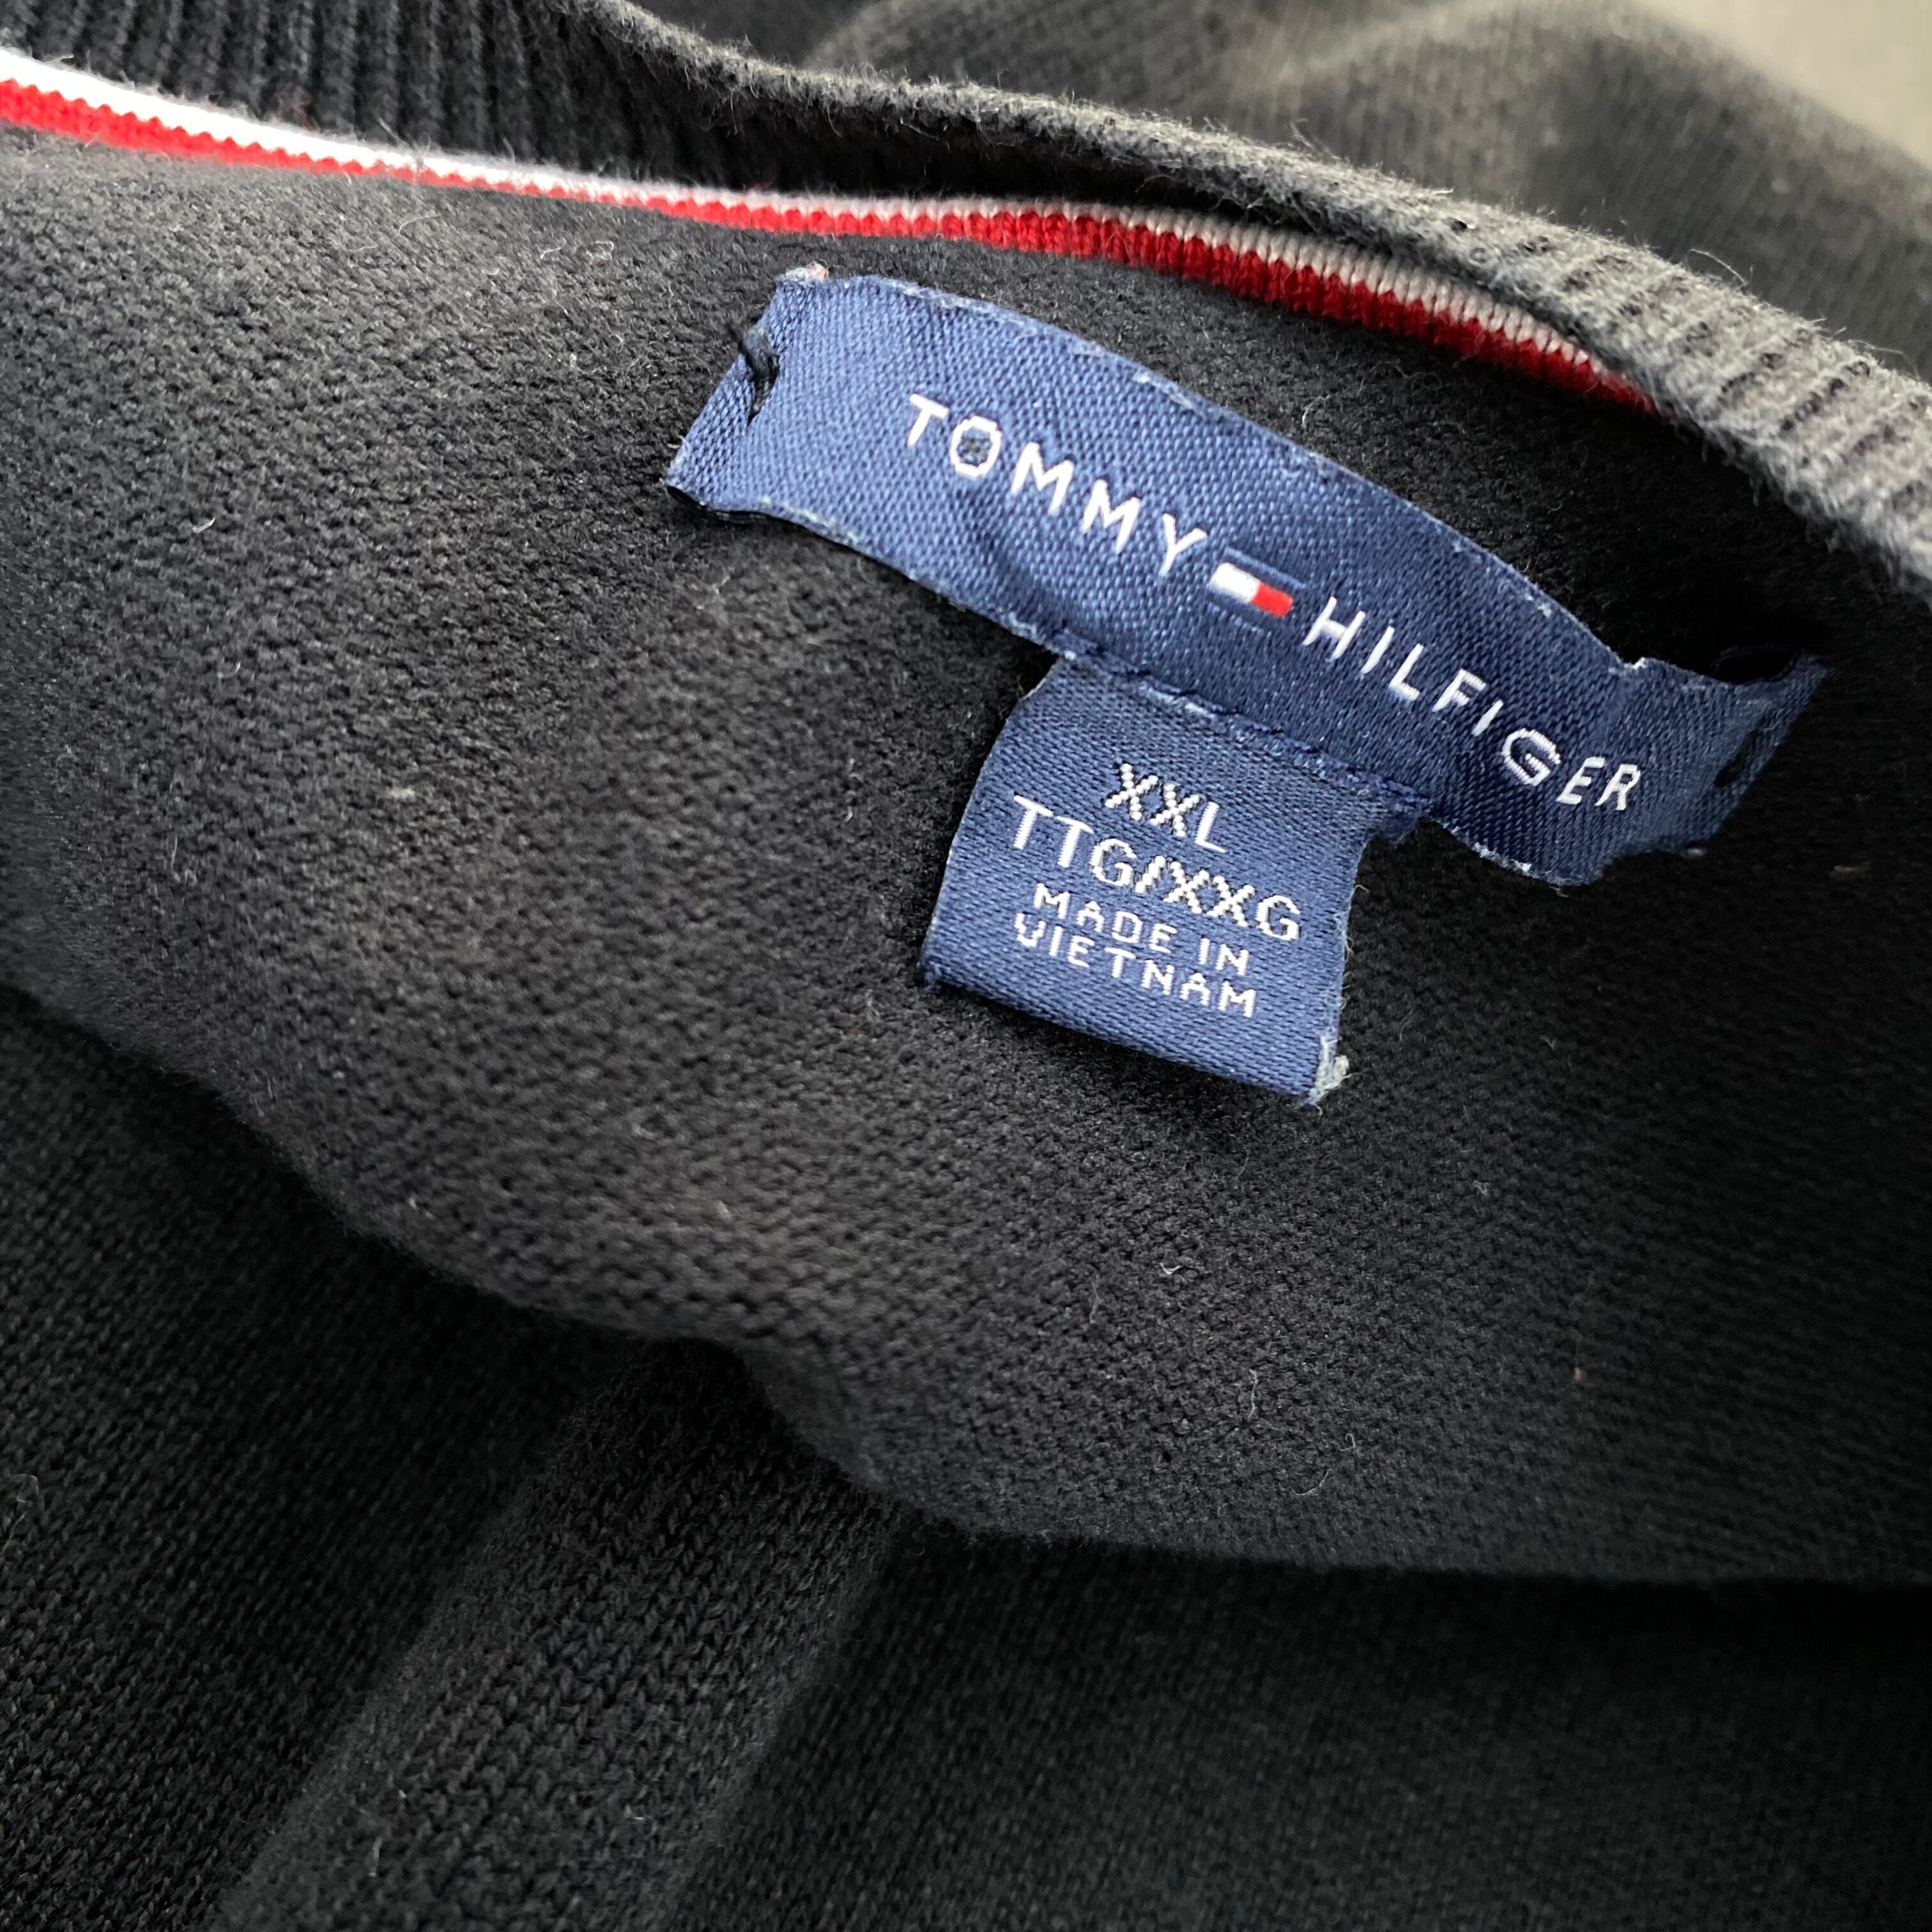 TOMMY HILFIGER
XXL
TTG/XXG
MADE IN
VIETNAM